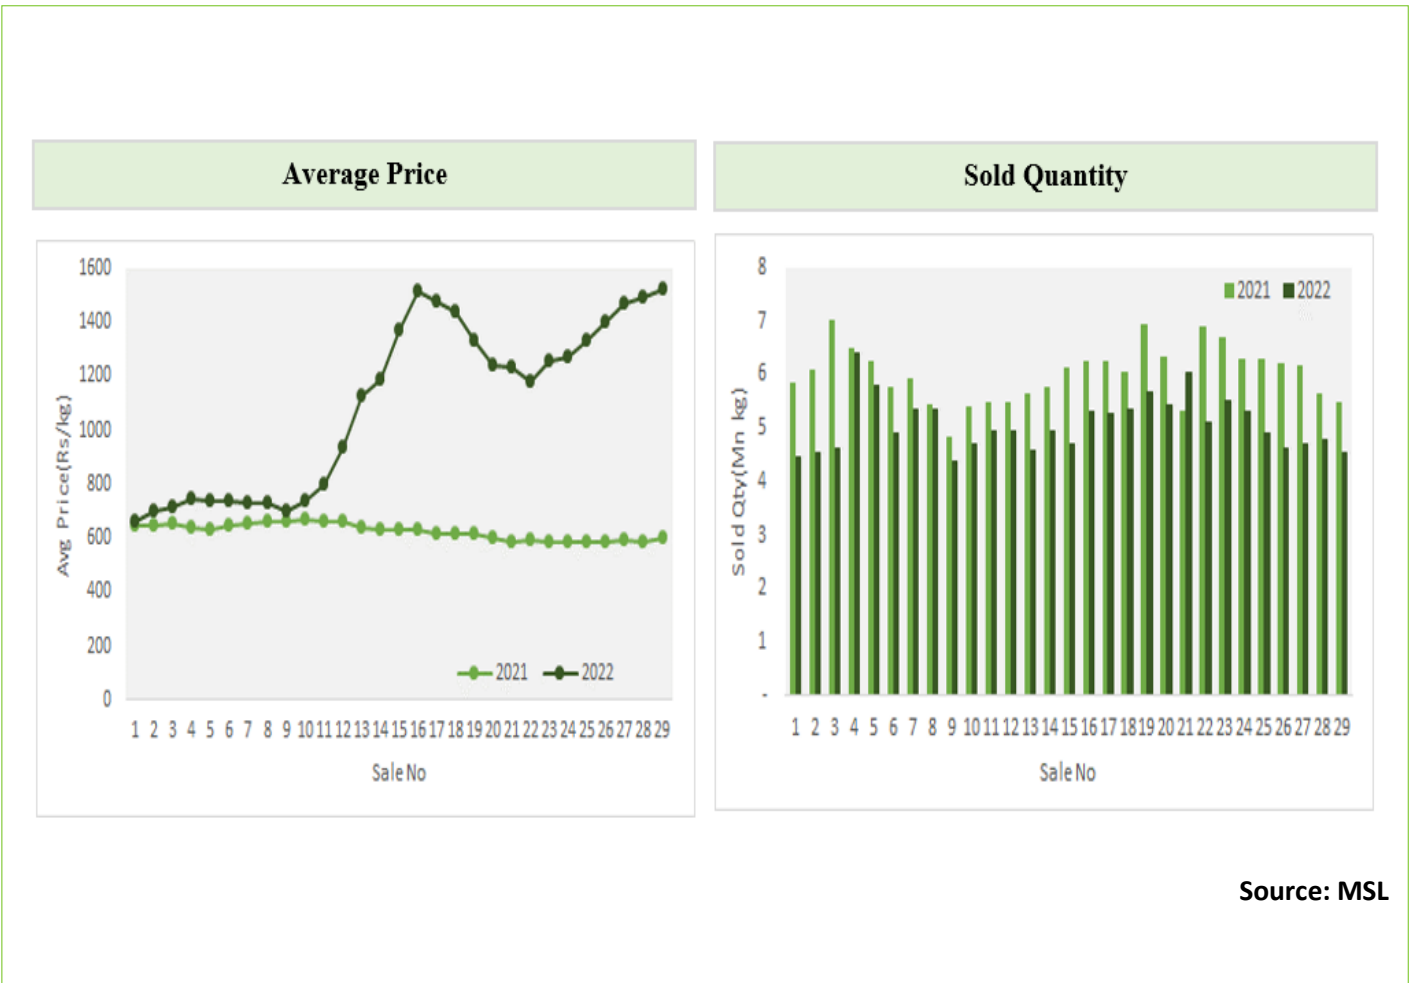 Average Price
Sold Quantity
1600
1400
1200
1000
800
600
400
200
0
Avg Price(Rs/kg)
2021 2022
1 2 3 4 5 6 7 8 9 10 11 12 13 14 15 16 17 18 19 20 21 22 23 24 25 26 27 28 29
Sale No
8
7
6
5
4
3
2
1
-
Sold Qty(Mn kg)
2021 2022
1 2 3 4 5 6 7 8 9 10 11 12 13 14 15 16 17 18 19 20 21 22 23 24 25 26 27 28 29
Sale No
Source: MSL